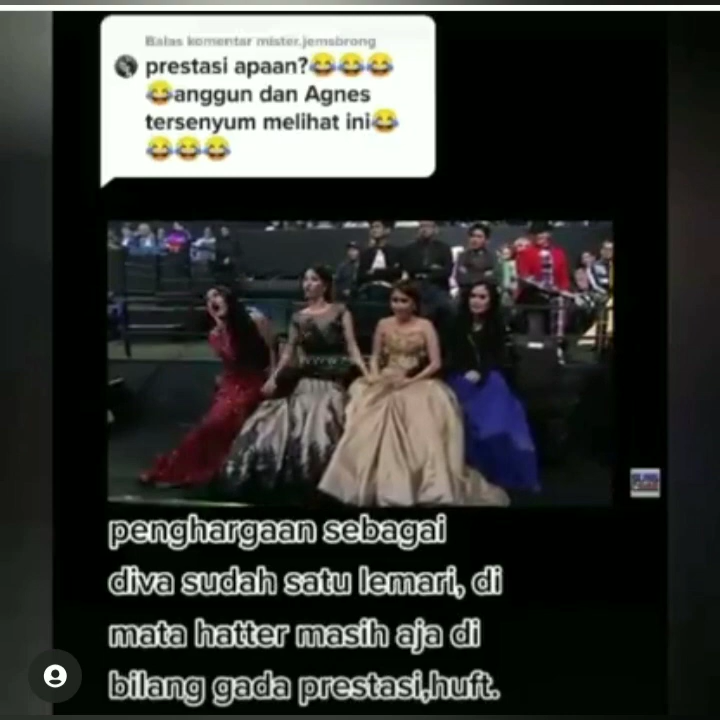 Balas komentar mister.jemsbrong
prestasi apaan?😂😂😂
😂anggun dan Agnes
tersenyum melihat ini😂
😂😂😂
penghargaan sebagai
diva sudah satu lemari, di
mata hatter masih aja di
bilang gada prestasi,huft.